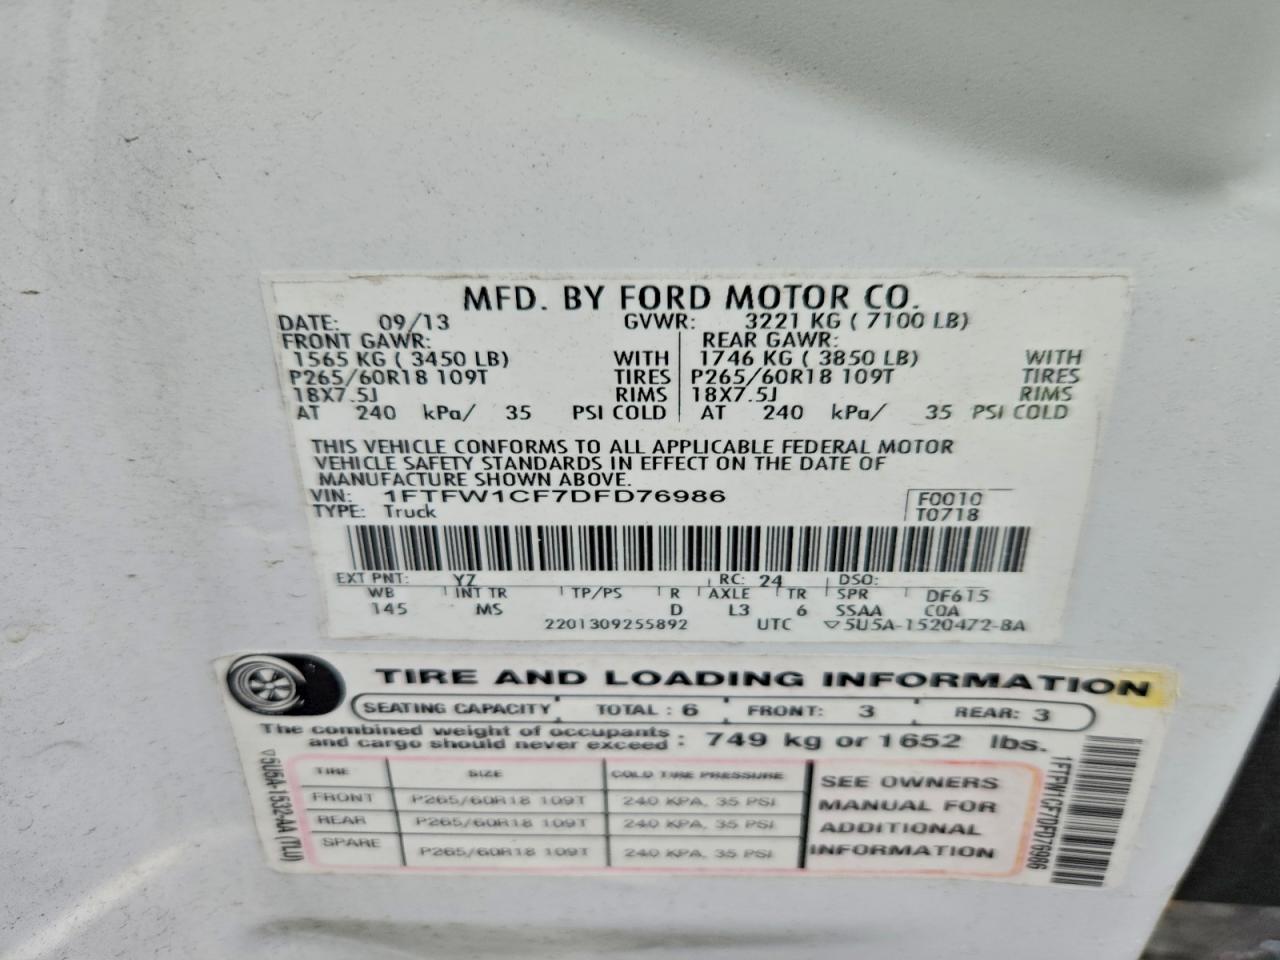 MFD. BY FORD MOTOR CO.
DATE: 09/13 GVWR: 3221 KG ( 7100 LB)
FRONT GAWR: REAR GAWR:
1565 KG ( 3450 LB) WITH 1746 KG ( 3850 LB) WITH
P265/60R18 109T TIRES P265/60R18 109T TIRES
18X7.5J RIMS 18X7.5J RIMS
AT 240 kPa/ 35 PSI COLD AT 240 kPa/ 35 PSI COLD
THIS VEHICLE CONFORMS TO ALL APPLICABLE FEDERAL MOTOR
VEHICLE SAFETY STANDARDS IN EFFECT ON THE DATE OF
MANUFACTURE SHOWN ABOVE.
VIN: 1FTFW1CF7DFD76986 F0010
TYPE: Truck T0718
EXT PNT: YZ RC: 24 DSO:
WB INT TR TP/PS R AXLE TR SPR DF615
145 MS D L3 6 SSAA COA
2201309255892 UTC ▽5U5A-1520472-BA
TIRE AND LOADING INFORMATION
SEATING CAPACITY TOTAL : 6 FRONT: 3 REAR: 3
The combined weight of occupants
and cargo should never exceed : 749 kg or 1652 lbs.
TIRE SIZE COLD TIRE PRESSURE
FRONT P265/60R18 109T 240 KPA, 35 PSI
REAR P265/60R18 109T 240 KPA, 35 PSI
SPARE P265/60R18 109T 240 KPA, 35 PSI
SEE OWNERS
MANUAL FOR
ADDITIONAL
INFORMATION
▽5U5A-1532-AA (TLU)
1FTFW1CF7DFD76986